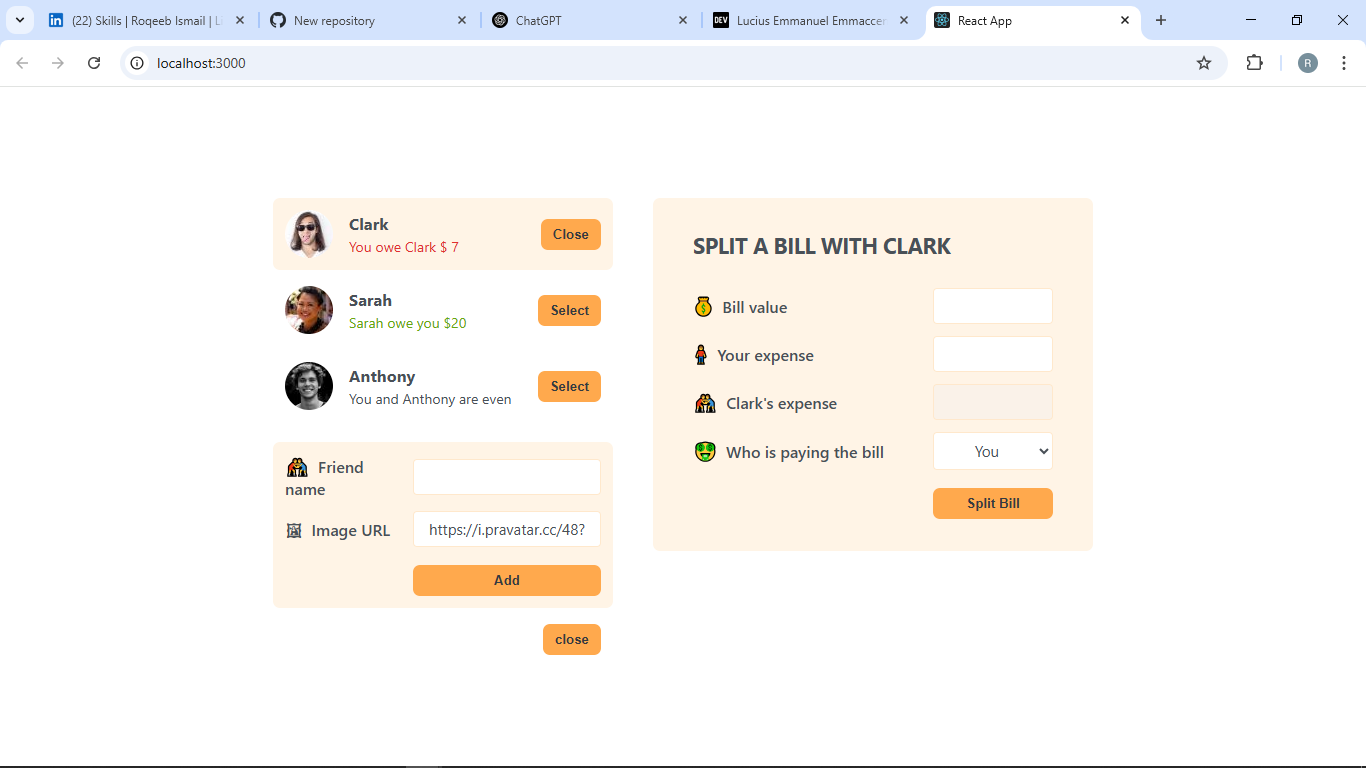 (22) Skills | Roqeeb Ismail | Li
New repository
ChatGPT
DEV
Lucius Emmanuel Emmaccen
React App
localhost:3000
R
Clark
You owe Clark $ 7
Close
Sarah
Sarah owe you $20
Select
Anthony
You and Anthony are even
Select
Friend
name
Image URL
https://i.pravatar.cc/48?
Add
close
SPLIT A BILL WITH CLARK
Bill value
Your expense
Clark's expense
Who is paying the bill
You
Split Bill